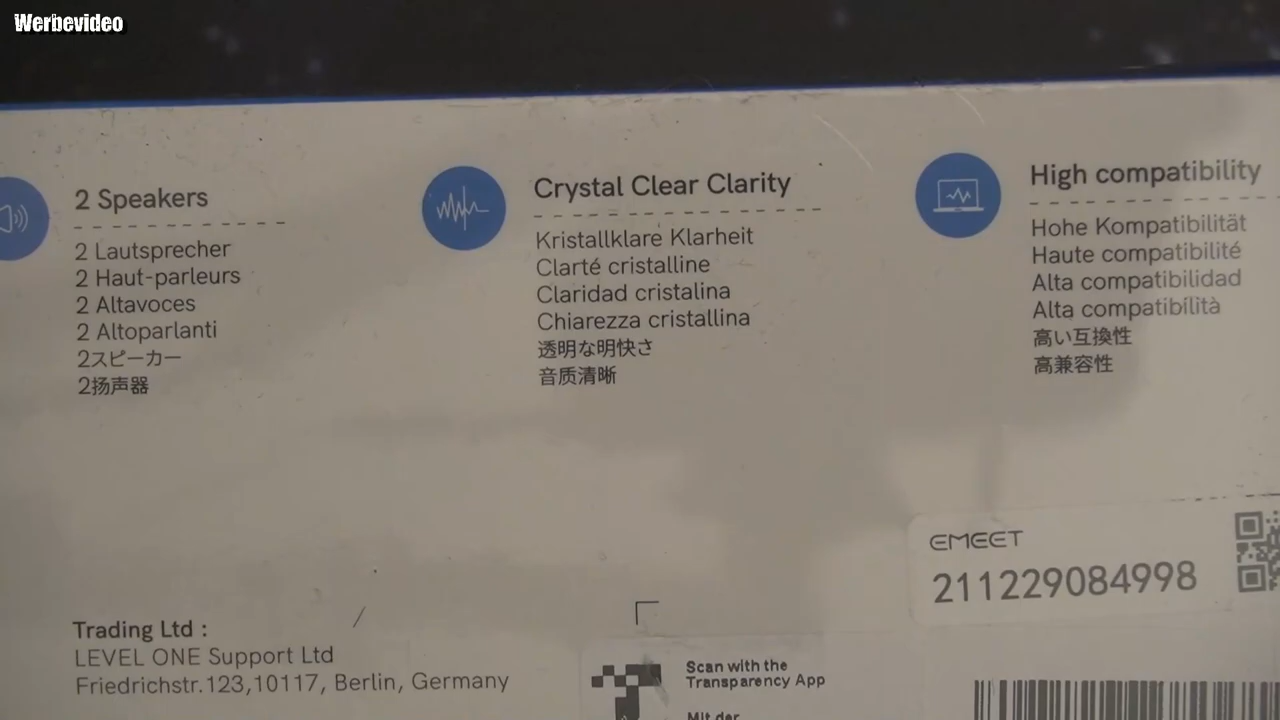 Werbevideo
2 Speakers
2 Lautsprecher
2 Haut-parleurs
2 Altavoces
2 Altoparlanti
2スピーカー
2扬声器
Crystal Clear Clarity
Kristallklare Klarheit
Clarté cristalline
Claridad cristalina
Chiarezza cristallina
透明な明快さ
音质清晰
High compatibility
Hohe Kompatibilität
Haute compatibilité
Alta compatibilidad
Alta compatibilità
高い互換性
高兼容性
EMEET
211229084998
Trading Ltd :
LEVEL ONE Support Ltd
Friedrichstr.123,10117, Berlin, Germany
Scan with the
Transparency App
Mit der